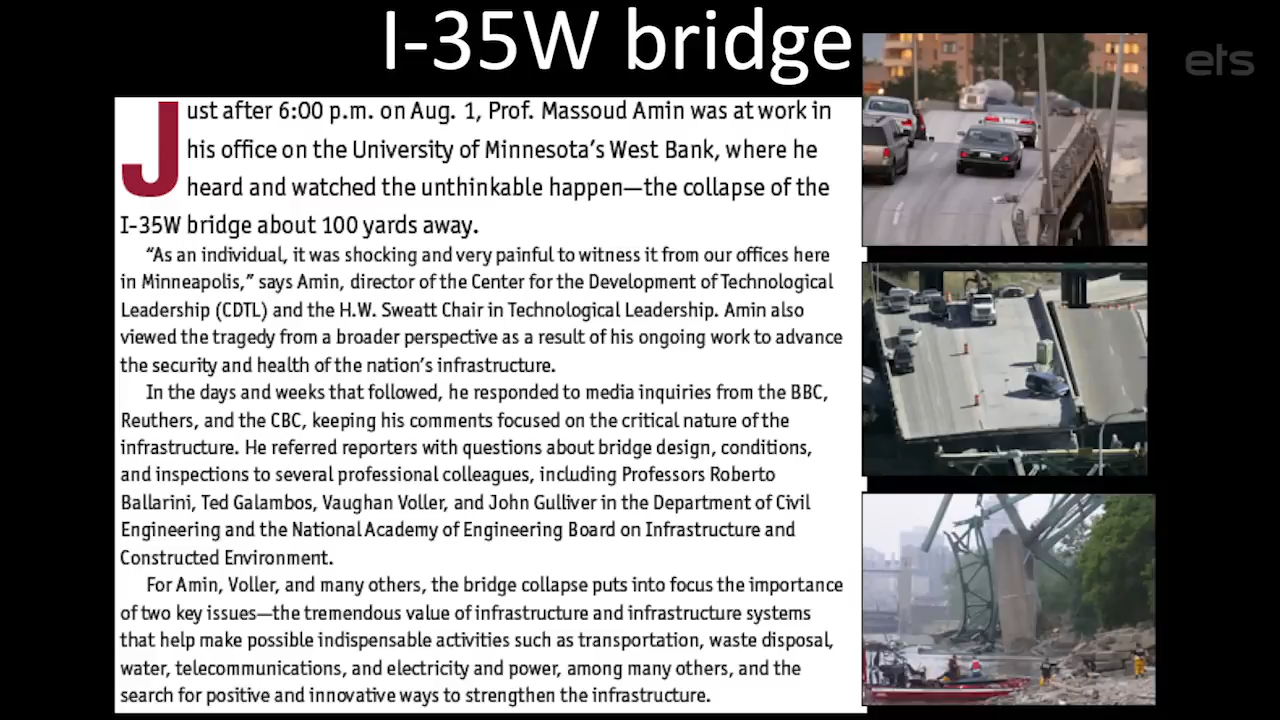 I-35W bridge
ets
Just after 6:00 p.m. on Aug. 1, Prof. Massoud Amin was at work in
his office on the University of Minnesota's West Bank, where he
heard and watched the unthinkable happen—the collapse of the
I-35W bridge about 100 yards away.
"As an individual, it was shocking and very painful to witness it from our offices here
in Minneapolis," says Amin, director of the Center for the Development of Technological
Leadership (CDTL) and the H.W. Sweatt Chair in Technological Leadership. Amin also
viewed the tragedy from a broader perspective as a result of his ongoing work to advance
the security and health of the nation's infrastructure.
In the days and weeks that followed, he responded to media inquiries from the BBC,
Reuthers, and the CBC, keeping his comments focused on the critical nature of the
infrastructure. He referred reporters with questions about bridge design, conditions,
and inspections to several professional colleagues, including Professors Roberto
Ballarini, Ted Galambos, Vaughan Voller, and John Gulliver in the Department of Civil
Engineering and the National Academy of Engineering Board on Infrastructure and
Constructed Environment.
For Amin, Voller, and many others, the bridge collapse puts into focus the importance
of two key issues—the tremendous value of infrastructure and infrastructure systems
that help make possible indispensable activities such as transportation, waste disposal,
water, telecommunications, and electricity and power, among many others, and the
search for positive and innovative ways to strengthen the infrastructure.